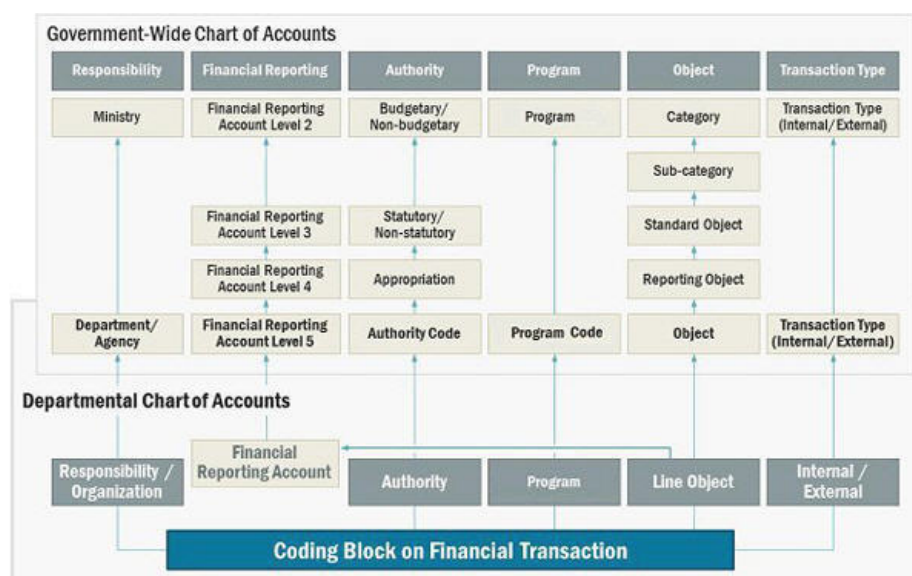 Government-Wide Chart of Accounts
Responsibility
Financial Reporting
Authority
Program
Object
Transaction Type
Ministry
Financial Reporting
Account Level 2
Budgetary/
Non-budgetary
Program
Category
Transaction Type
(Internal/External)
Sub-category
Financial Reporting
Account Level 3
Statutory/
Non-statutory
Standard Object
Financial Reporting
Account Level 4
Appropriation
Reporting Object
Department/
Agency
Financial Reporting
Account Level 5
Authority Code
Program Code
Object
Transaction Type
(Internal/External)
Departmental Chart of Accounts
Financial
Reporting Account
Responsibility /
Organization
Authority
Program
Line Object
Internal /
External
Coding Block on Financial Transaction